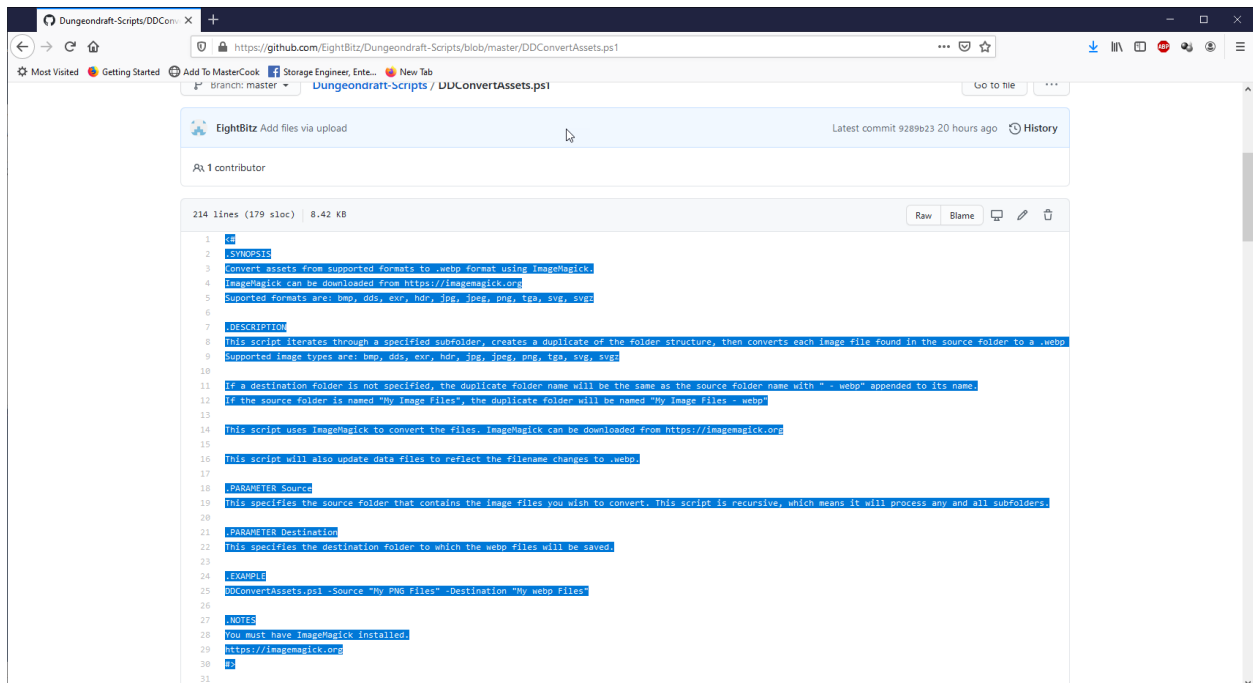 Dungeondraft-Scripts/DDConv
https://github.com/EightBitz/Dungeondraft-Scripts/blob/master/DDConvertAssets.ps1
ABP
Most Visited Getting Started Add To MasterCook Storage Engineer, Ente... New Tab
Branch: master Dungeondraft-Scripts / DDConvertAssets.ps1 Go to file ...
EightBitz Add files via upload Latest commit 9289b23 20 hours ago History
1 contributor
214 lines (179 sloc) 8.42 KB Raw Blame
1 <#
2 .SYNOPSIS
3 Convert assets from supported formats to .webp format using ImageMagick.
4 ImageMagick can be downloaded from https://imagemagick.org
5 Suported formats are: bmp, dds, exr, hdr, jpg, jpeg, png, tga, svg, svgz
6
7 .DESCRIPTION
8 This script iterates through a specified subfolder, creates a duplicate of the folder structure, then converts each image file found in the source folder to a .webp
9 Supported image types are: bmp, dds, exr, hdr, jpg, jpeg, png, tga, svg, svgz
10
11 If a destination folder is not specified, the duplicate folder name will be the same as the source folder name with " - webp" appended to its name.
12 If the source folder is named "My Image Files", the duplicate folder will be named "My Image Files - webp"
13
14 This script uses ImageMagick to convert the files. ImageMagick can be downloaded from https://imagemagick.org
15
16 This script will also update data files to reflect the filename changes to .webp.
17
18 .PARAMETER Source
19 This specifies the source folder that contains the image files you wish to convert. This script is recursive, which means it will process any and all subfolders.
20
21 .PARAMETER Destination
22 This specifies the destination folder to which the webp files will be saved.
23
24 .EXAMPLE
25 DDConvertAssets.ps1 -Source "My PNG Files" -Destination "My webp Files"
26
27 .NOTES
28 You must have ImageMagick installed.
29 https://imagemagick.org
30 #>
31